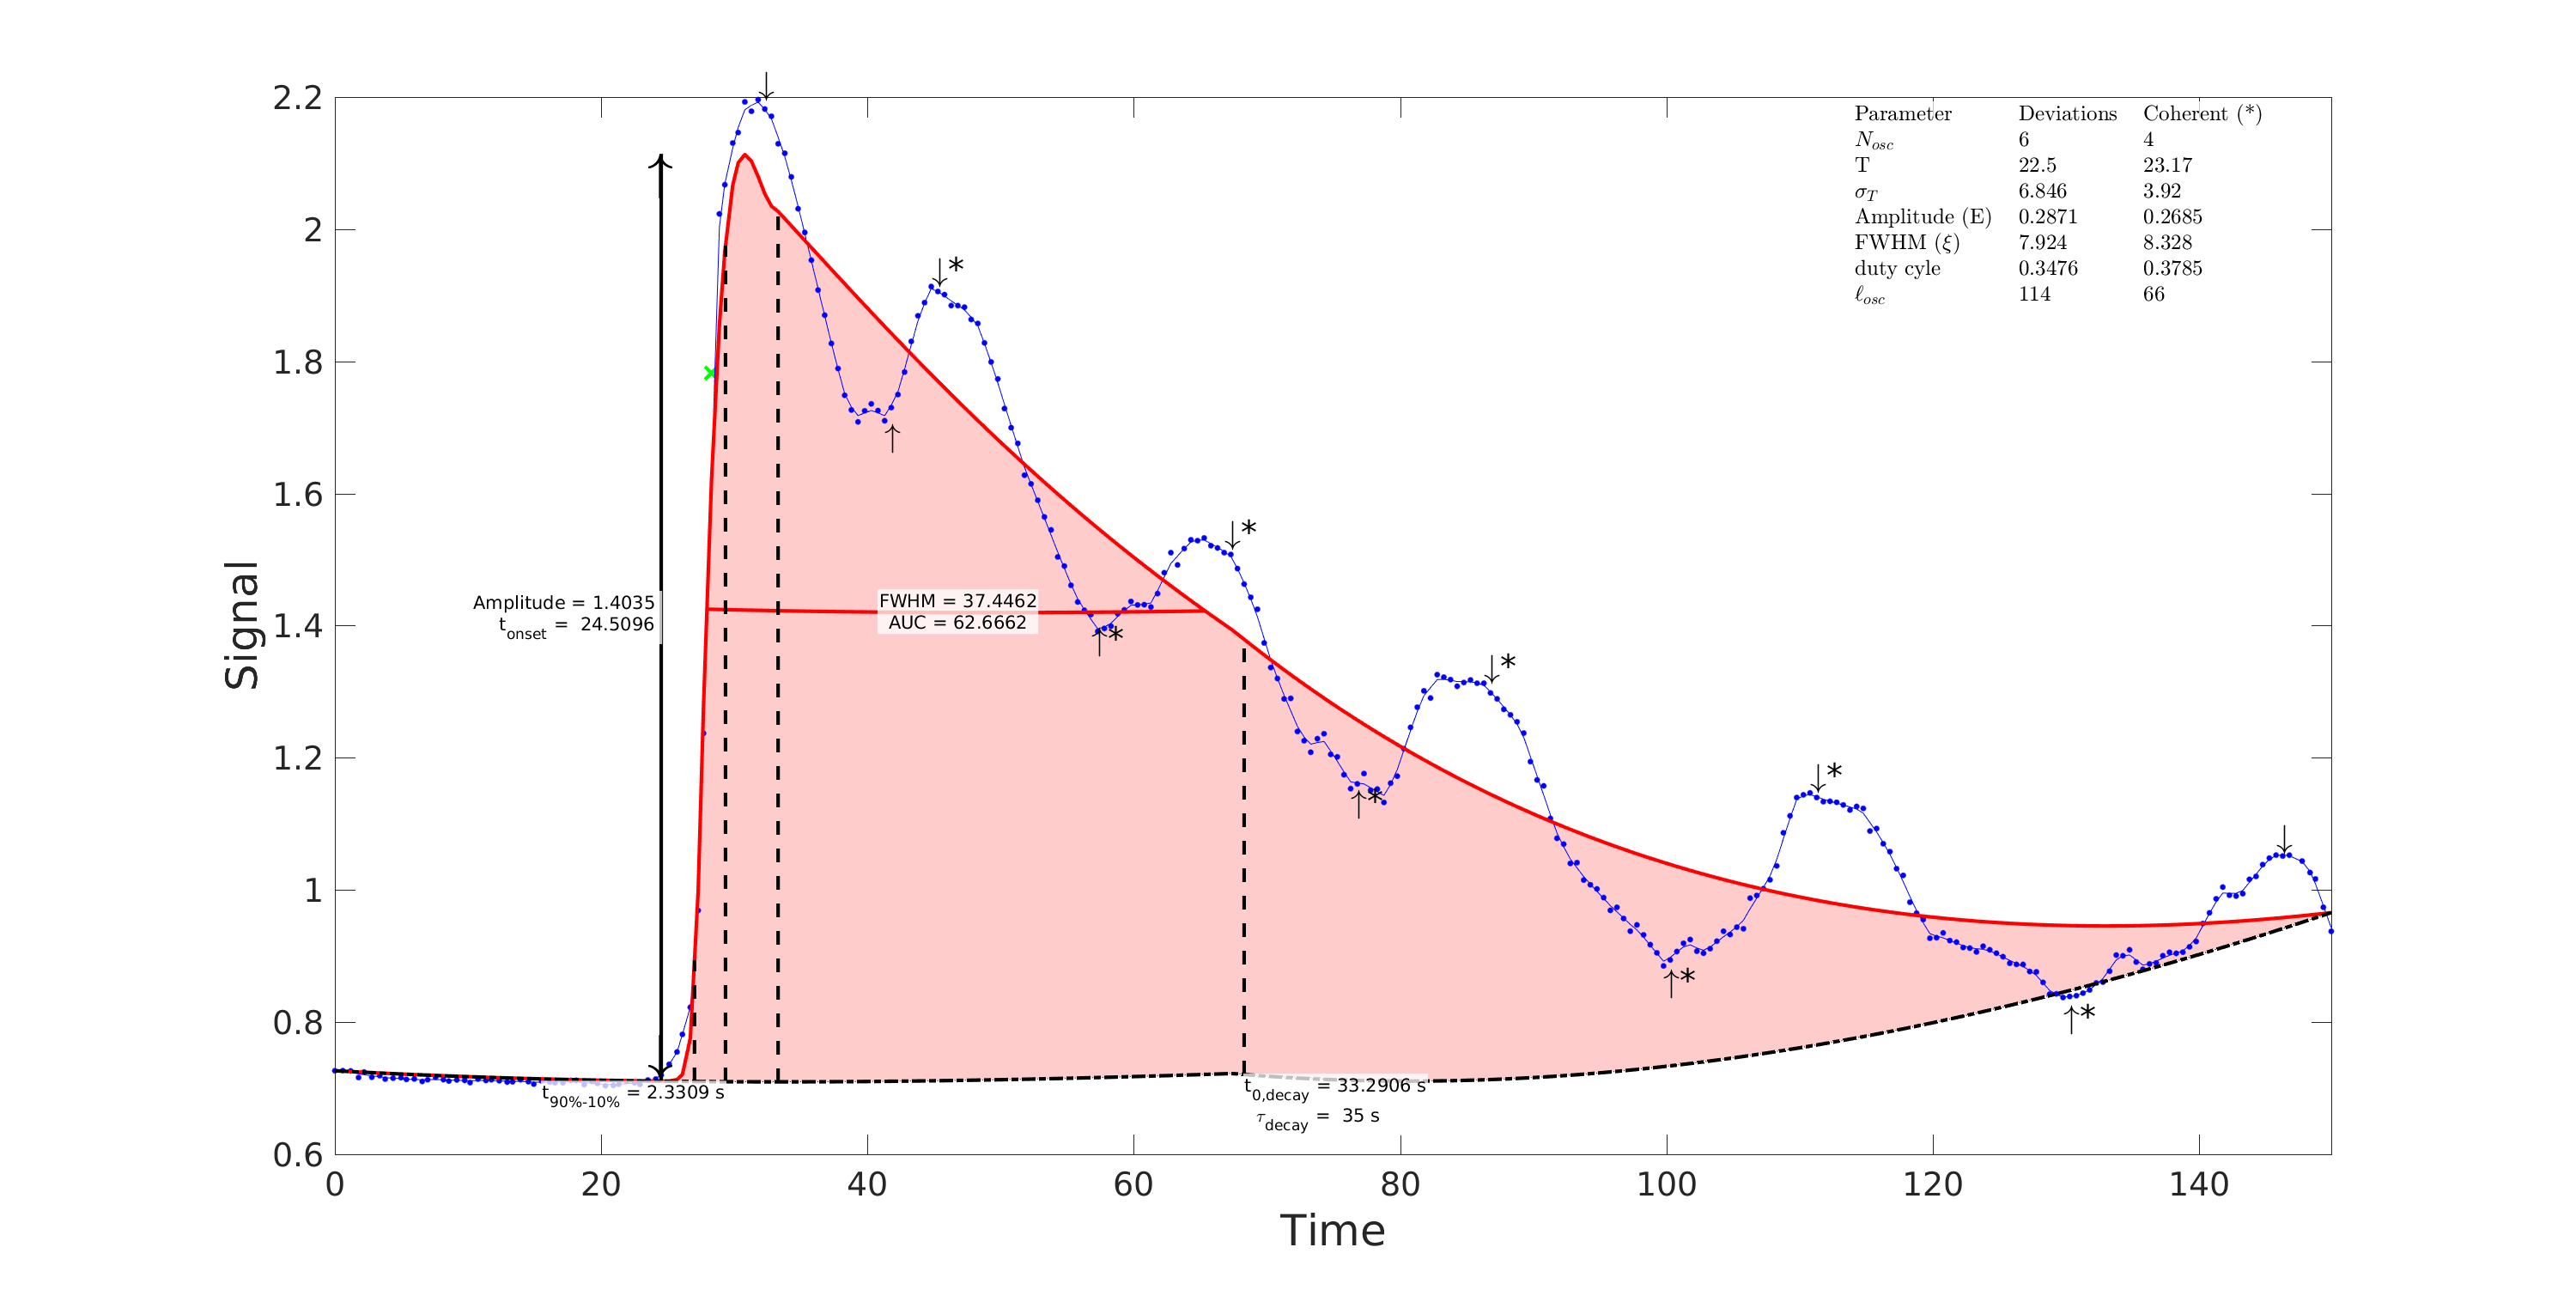 Parameter Deviations Coherent (*)
N_osc 6 4
T 22.5 23.17
σ_T 6.846 3.92
Amplitude (E) 0.2871 0.2685
FWHM (ξ) 7.924 8.328
duty cyle 0.3476 0.3785
ℓ_osc 114 66
2.2
2
1.8
1.6
1.4
1.2
1
0.8
0.6
Signal
*
*
*
*
*
*
*
*
Amplitude = 1.4035
t_onset = 24.5096
FWHM = 37.4462
AUC = 62.6662
t_90%-10% = 2.3309 s
t_0,decay = 33.2906 s
τ_decay = 35 s
0 20 40 60 80 100 120 140
Time